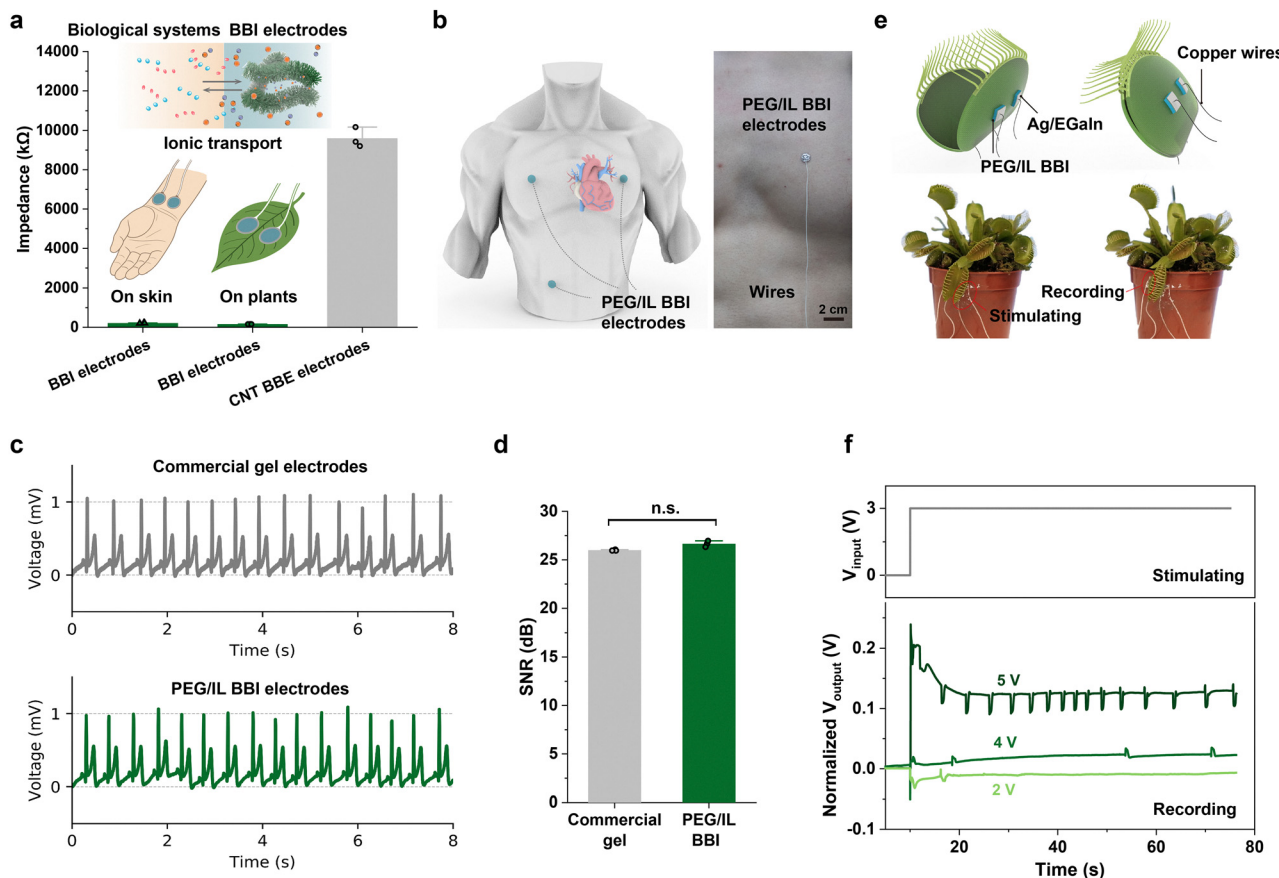 a
Biological systems BBI electrodes
14000
12000
10000
8000
6000
4000
2000
0
Impedance (kΩ)
Ionic transport
On skin
On plants
BBI electrodes
BBI electrodes
CNT BBE electrodes
b
PEG/IL BBI
electrodes
PEG/IL BBI
electrodes
Wires
2 cm
e
Copper wires
Ag/EGaIn
PEG/IL BBI
Recording
Stimulating
c
Commercial gel electrodes
Voltage (mV)
1
0
0 2 4 6 8
Time (s)
PEG/IL BBI electrodes
Voltage (mV)
1
0
0 2 4 6 8
Time (s)
d
n.s.
30
25
20
15
10
5
0
SNR (dB)
Commercial
gel
PEG/IL
BBI
f
3
0
Vinput (V)
Stimulating
0.2
0.1
0.0
-0.1
Normalized Voutput (V)
5 V
4 V
2 V
Recording
20 40 60 80
Time (s)